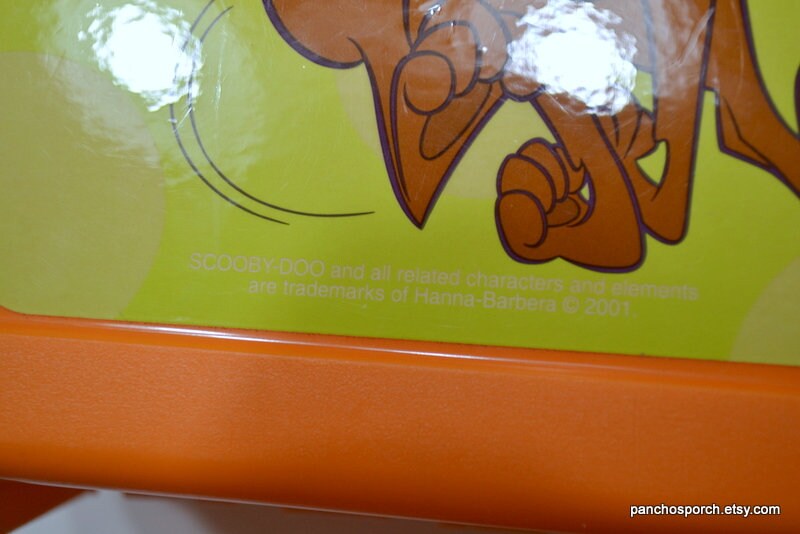 SCOOBY-DOO and all related characters and elements
are trademarks of Hanna-Barbera © 2001.
panchosporch.etsy.com